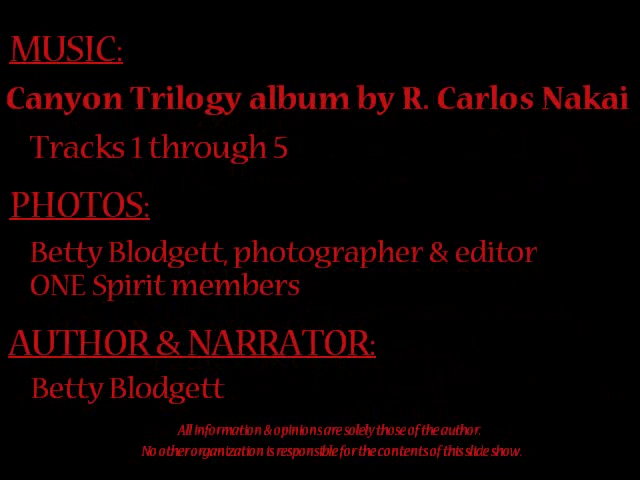 MUSIC:
Canyon Trilogy album by R. Carlos Nakai
Tracks 1 through 5
PHOTOS:
Betty Blodgett, photographer & editor
ONE Spirit members
AUTHOR & NARRATOR:
Betty Blodgett
All information & opinions are solely those of the author.
No other organization is responsible for the contents of this slide show.